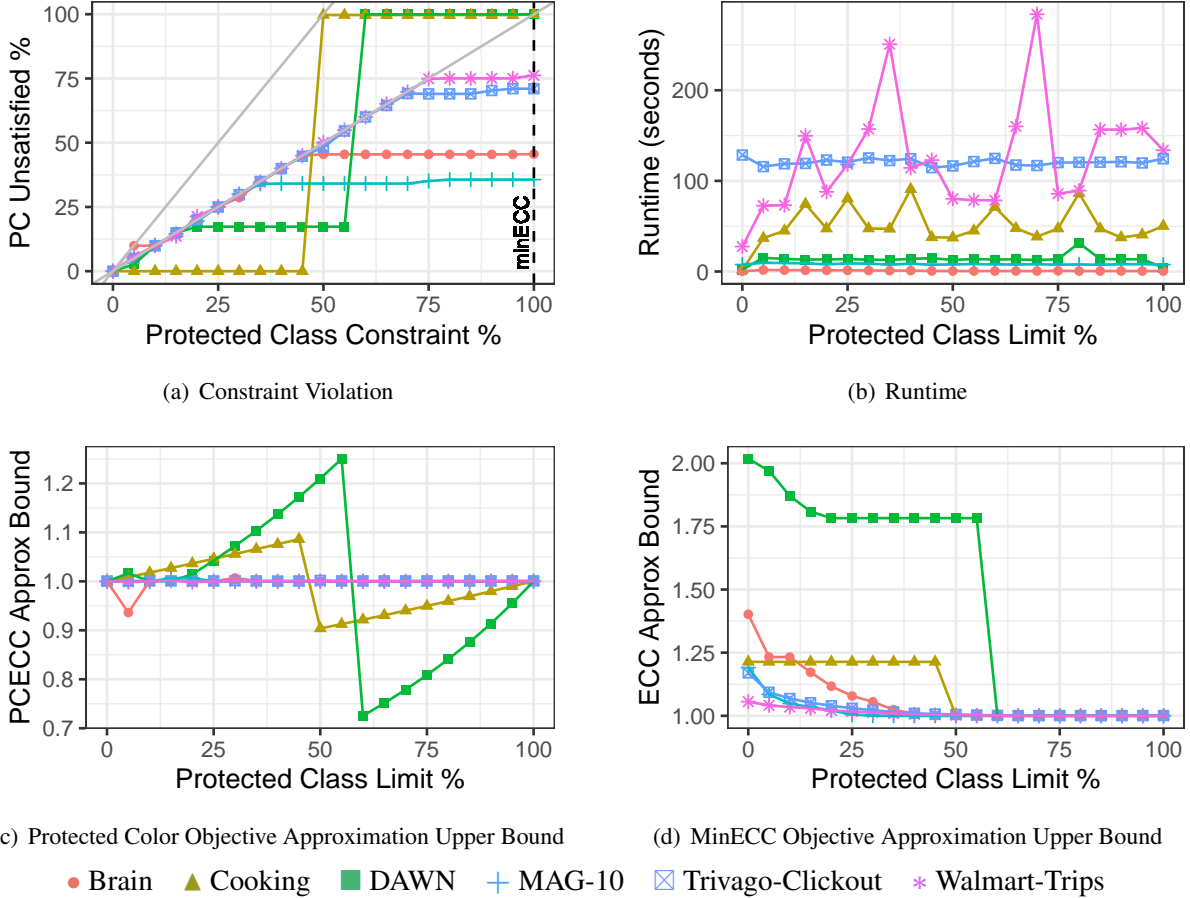 PC Unsatisfied %
100
75
50
25
0
minECC
0 25 50 75 100
Protected Class Constraint %
(a) Constraint Violation
Runtime (seconds)
200
100
0
0 25 50 75 100
Protected Class Limit %
(b) Runtime
PCECC Approx Bound
1.2
1.1
1.0
0.9
0.8
0.7
0 25 50 75 100
Protected Class Limit %
c) Protected Color Objective Approximation Upper Bound
ECC Approx Bound
2.00
1.75
1.50
1.25
1.00
0 25 50 75 100
Protected Class Limit %
(d) MinECC Objective Approximation Upper Bound
Brain Cooking DAWN MAG-10 Trivago-Clickout Walmart-Trips